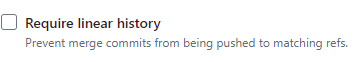 Require linear history
Prevent merge commits from being pushed to matching refs.